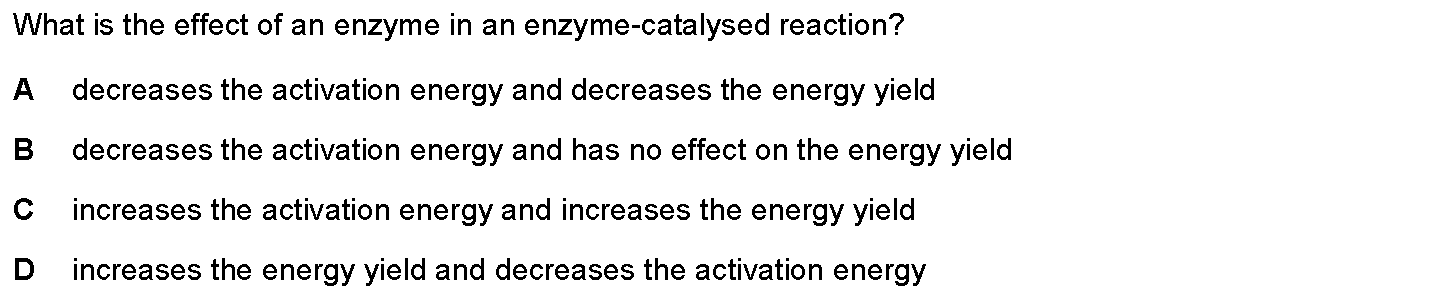 What is the effect of an enzyme in an enzyme-catalysed reaction?
A decreases the activation energy and decreases the energy yield
B decreases the activation energy and has no effect on the energy yield
C increases the activation energy and increases the energy yield
D increases the energy yield and decreases the activation energy